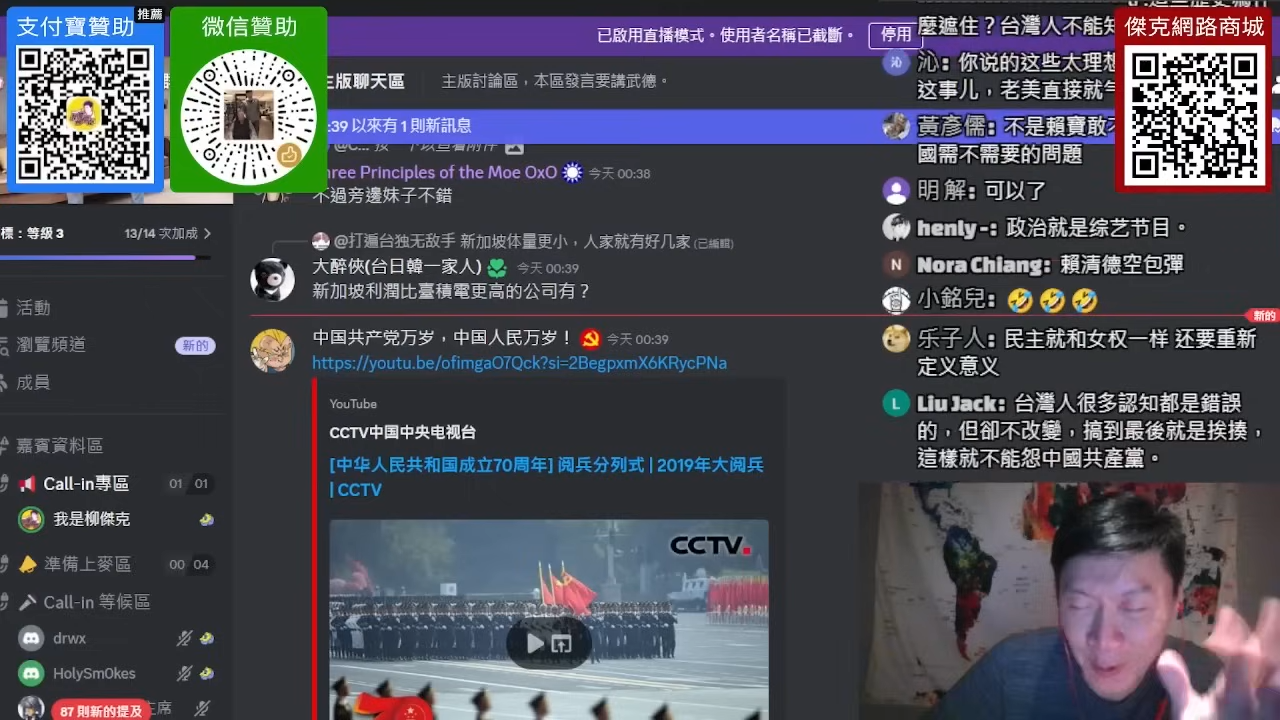 支付寶贊助
推薦
微信贊助
已啟用直播模式。使用者名稱已截斷。
停用
主版聊天區
主版討論區，本區發言要講武德。
:39 以來有 1 則新訊息
hree Principles of the Moe OxO 今天 00:38
不過旁邊妹子不錯
@打遍台独无敌手 新加坡体量更小，人家就有好几家 (已編輯)
大醉俠(台日韓一家人) 今天 00:39
新加坡利潤比臺積電更高的公司有？
新的
中国共产党万岁，中国人民万岁！ 今天 00:39
https://youtu.be/ofimgaO7Qck?si=2BegpxmX6KRycPNa
YouTube
CCTV中国中央电视台
[中华人民共和国成立70周年] 阅兵分列式 | 2019年大阅兵
| CCTV
CCTV.
標：等級 3
13/14 次加成
活動
瀏覽頻道
新的
成員
嘉賓資料區
Call-in專區
01 01
我是柳傑克
準備上麥區
00 04
Call-in 等候區
drwx
HolySm0kes
87 則新的提及
主席
麼遮住？台灣人不能知
沁: 你说的这些太理想
这事儿，老美直接就
黃彥儒: 不是賴寶敢不
國需不需要的問題
明 解: 可以了
henly -: 政治就是综艺节目。
Nora Chiang: 賴清德空包彈
小銘兒: 🤣🤣🤣
乐子人: 民主就和女权一样 还要重新
定义意义
Liu Jack: 台灣人很多認知都是錯誤
的，但卻不改變，搞到最後就是挨揍，
這樣就不能怨中國共產黨。
傑克網路商城